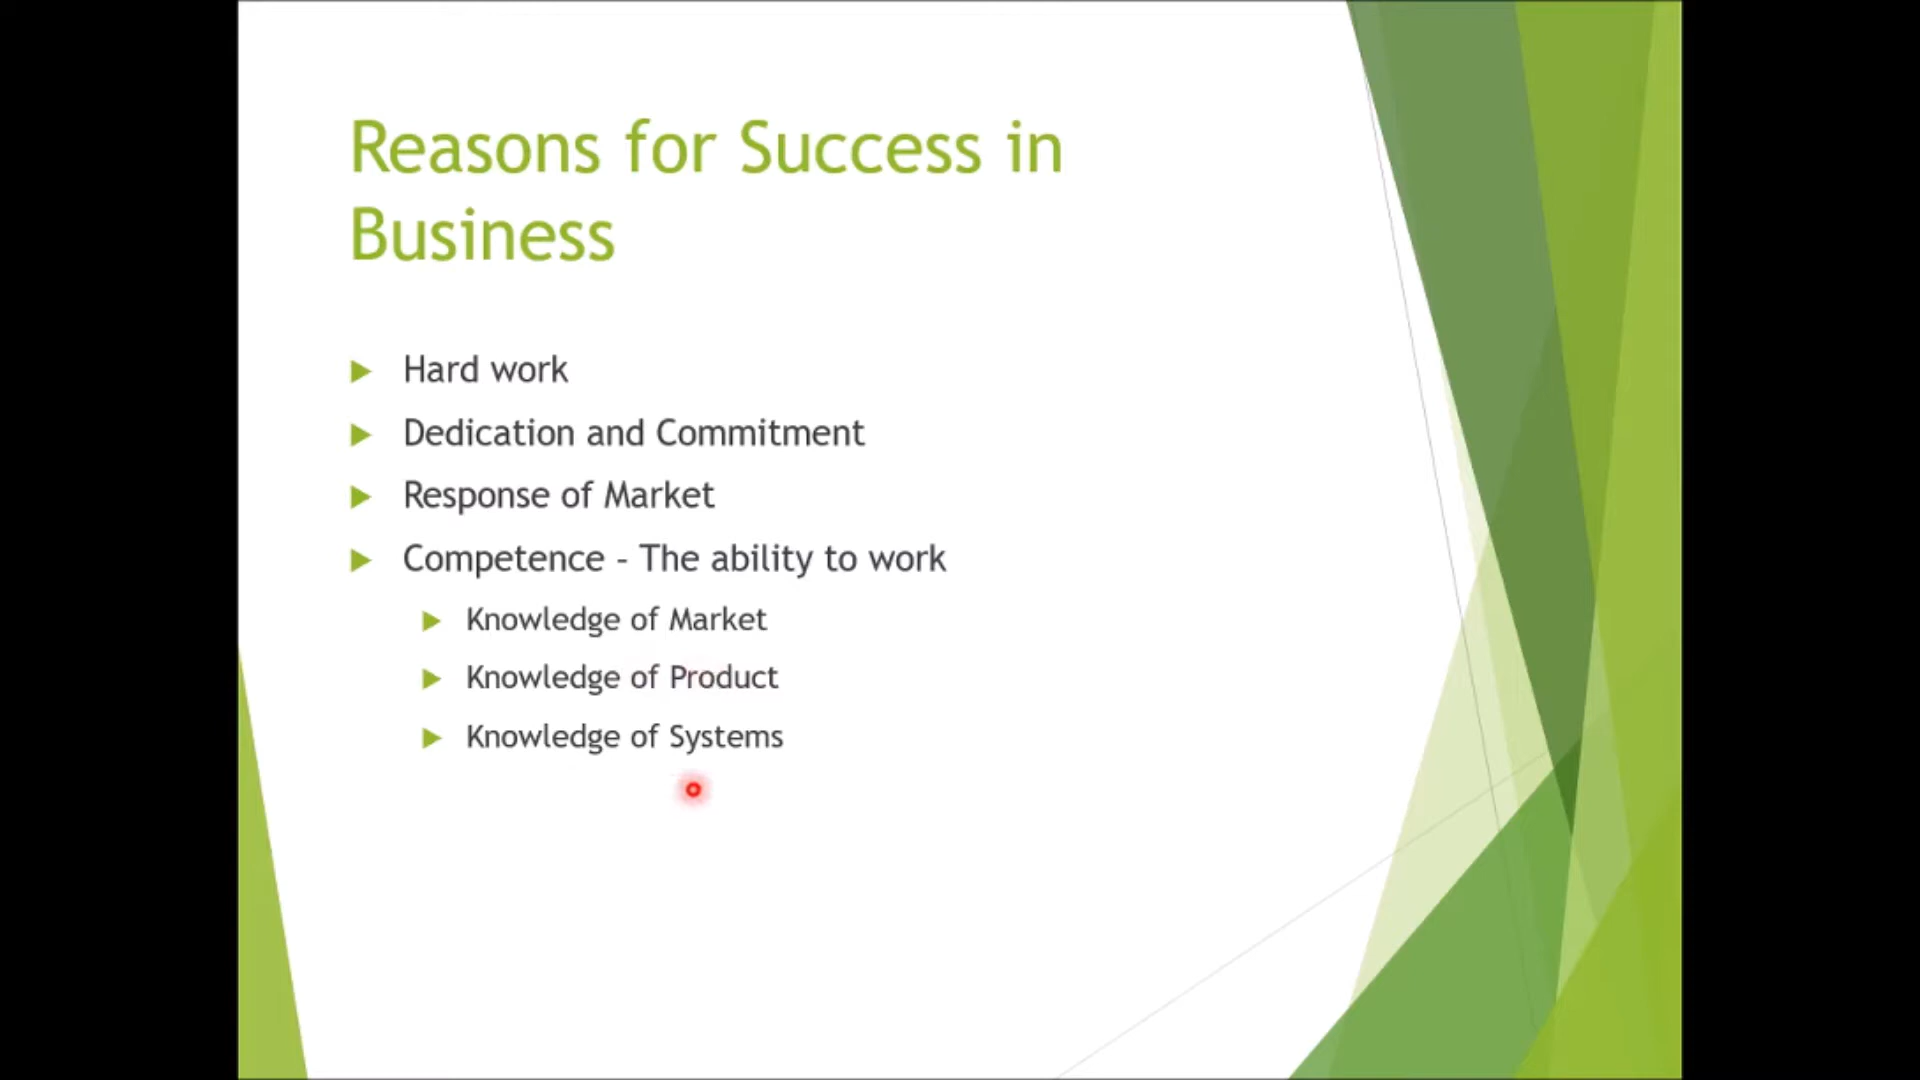 Reasons for Success in
Business
Hard work
Dedication and Commitment
Response of Market
Competence - The ability to work
Knowledge of Market
Knowledge of Product
Knowledge of Systems